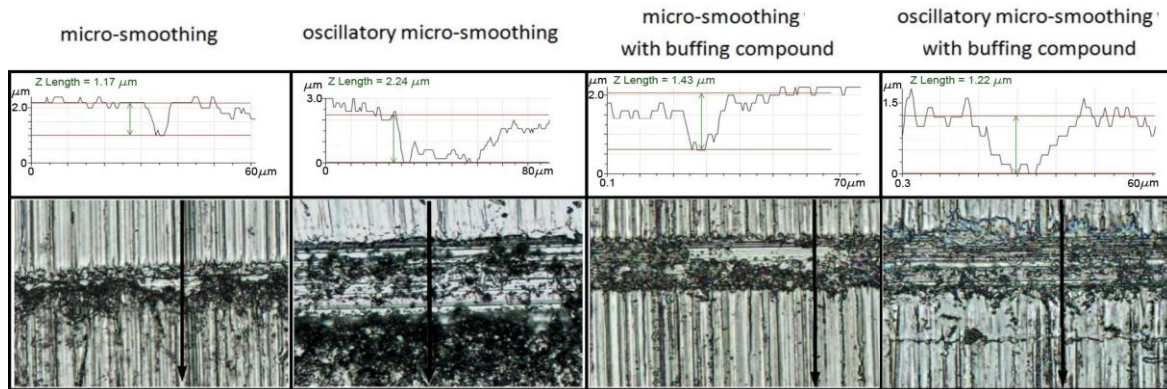 micro-smoothing
oscillatory micro-smoothing
micro-smoothing
with buffing compound
oscillatory micro-smoothing
with buffing compound
Z Length = 1.17 µm
µm
2.0
1.0
0
60µm
Z Length = 2.24 µm
µm
3.0
0
0
80µm
Z Length = 1.43 µm
µm
2.0
1.0
0.1
70µm
Z Length = 1.22 µm
µm
1.5
0
0.3
60µm